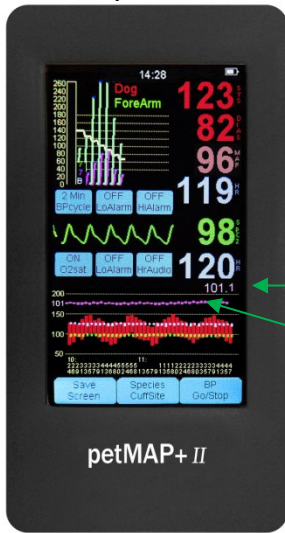 14:28
260
240
220
200
180
160
140
120
100
80
60
40
20
0
B
Dog
ForeArm
123 SYS
82 DIAS
96 MAP
119 HR
2 Min
BPcycle
OFF
LoAlarm
OFF
HiAlarm
98
ON
O2sat
OFF
LoAlarm
OFF
HrAudio
120 HR
101.1
200
150
100
50
10:
11:
Save
Screen
Species
CuffSite
BP
Go/Stop
petMAP+ II